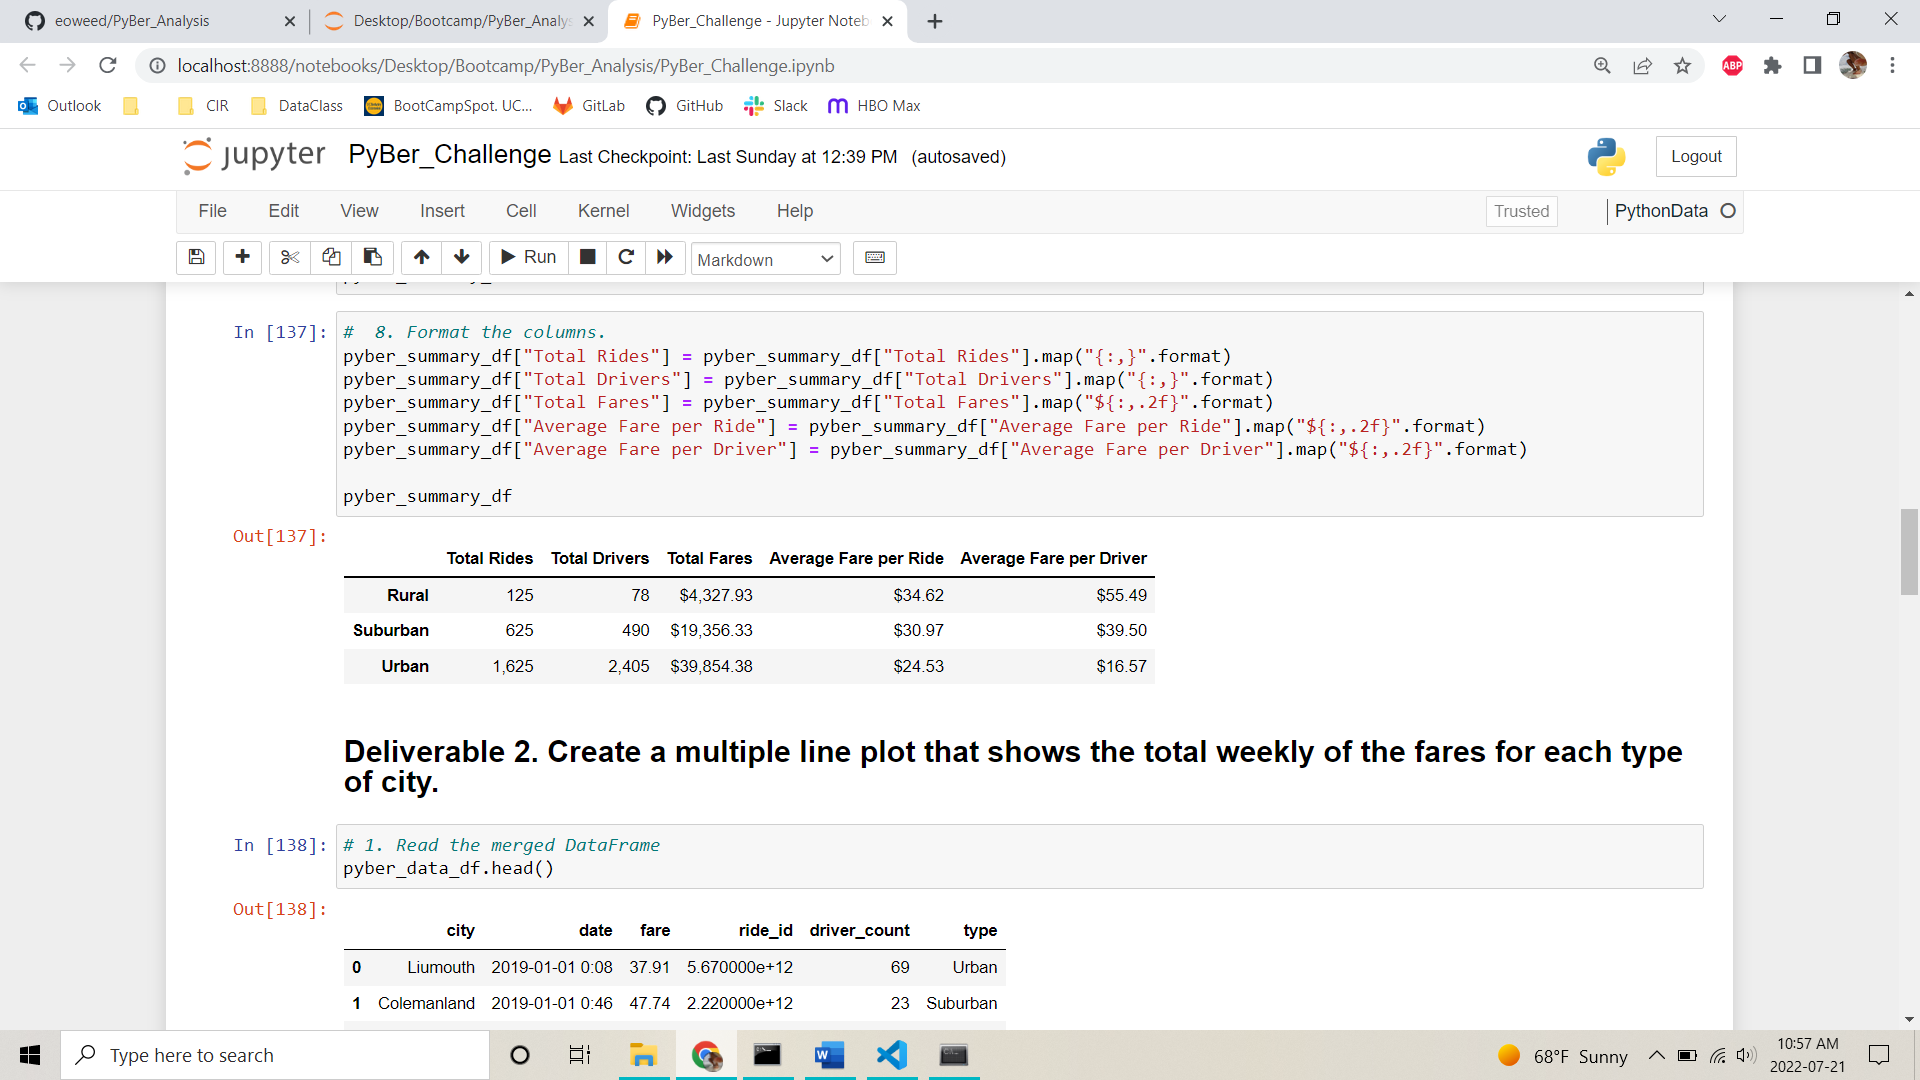 eoweed/PyBer_Analysis
Desktop/Bootcamp/PyBer_Analys
PyBer_Challenge - Jupyter Noteb
localhost:8888/notebooks/Desktop/Bootcamp/PyBer_Analysis/PyBer_Challenge.ipynb
ABP
Outlook CIR DataClass BootCampSpot. UC... GitLab GitHub Slack HBO Max
jupyter PyBer_Challenge Last Checkpoint: Last Sunday at 12:39 PM (autosaved)
Logout
File Edit View Insert Cell Kernel Widgets Help Trusted PythonData
Run Markdown
In [137]: #  8. Format the columns.
pyber_summary_df["Total Rides"] = pyber_summary_df["Total Rides"].map("{:,}".format)
pyber_summary_df["Total Drivers"] = pyber_summary_df["Total Drivers"].map("{:,}".format)
pyber_summary_df["Total Fares"] = pyber_summary_df["Total Fares"].map("${:,.2f}".format)
pyber_summary_df["Average Fare per Ride"] = pyber_summary_df["Average Fare per Ride"].map("${:,.2f}".format)
pyber_summary_df["Average Fare per Driver"] = pyber_summary_df["Average Fare per Driver"].map("${:,.2f}".format)
pyber_summary_df
Out[137]:
Total Rides Total Drivers Total Fares Average Fare per Ride Average Fare per Driver
Rural 125 78 $4,327.93 $34.62 $55.49
Suburban 625 490 $19,356.33 $30.97 $39.50
Urban 1,625 2,405 $39,854.38 $24.53 $16.57
Deliverable 2. Create a multiple line plot that shows the total weekly of the fares for each type
of city.
In [138]: # 1. Read the merged DataFrame
pyber_data_df.head()
Out[138]:
city date fare ride_id driver_count type
0 Liumouth 2019-01-01 0:08 37.91 5.670000e+12 69 Urban
1 Colemanland 2019-01-01 0:46 47.74 2.220000e+12 23 Suburban
Type here to search
68°F Sunny
10:57 AM
2022-07-21